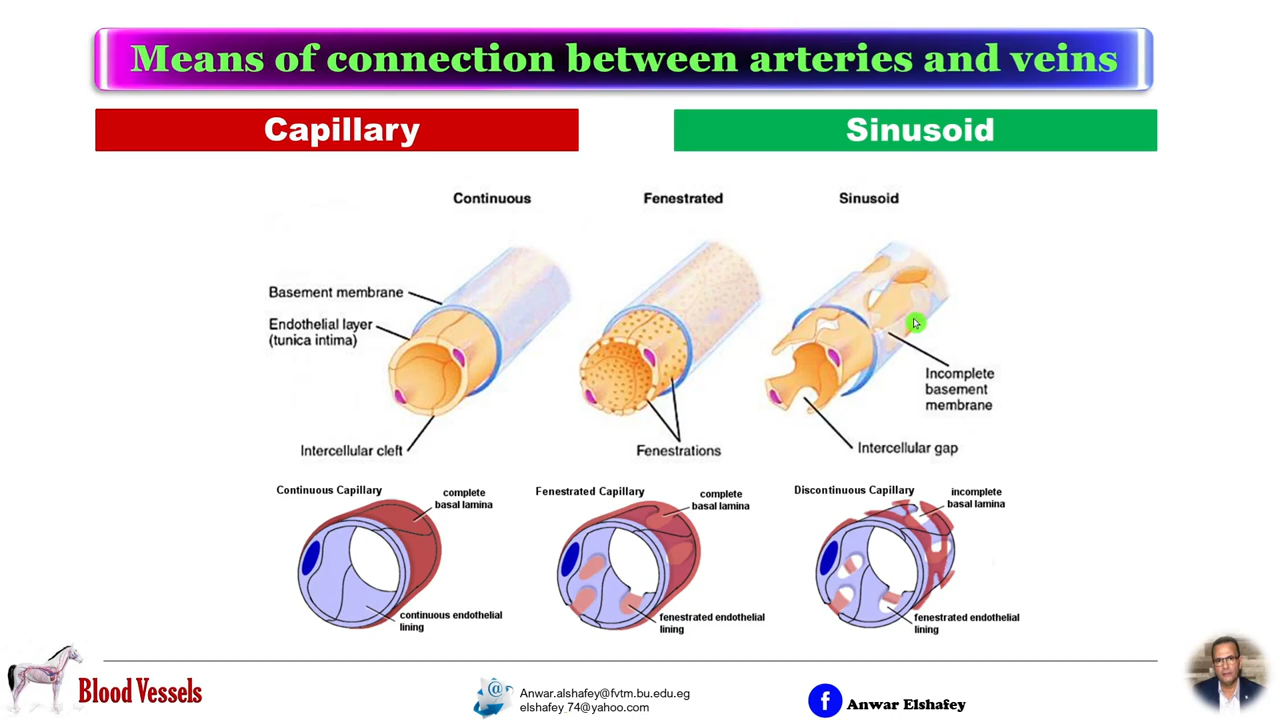 Means of connection between arteries and veins
Capillary
Sinusoid
Continuous
Fenestrated
Sinusoid
Basement membrane
Endothelial layer
(tunica intima)
Incomplete
basement
membrane
Intercellular cleft
Fenestrations
Intercellular gap
Continuous Capillary
complete
basal lamina
continuous endothelial
lining
Fenestrated Capillary
complete
basal lamina
fenestrated endothelial
lining
Discontinuous Capillary
incomplete
basal lamina
fenestrated endothelial
lining
Blood Vessels
@
Anwar.alshafey@fvtm.bu.edu.eg
elshafey_74@yahoo.com
f
Anwar Elshafey